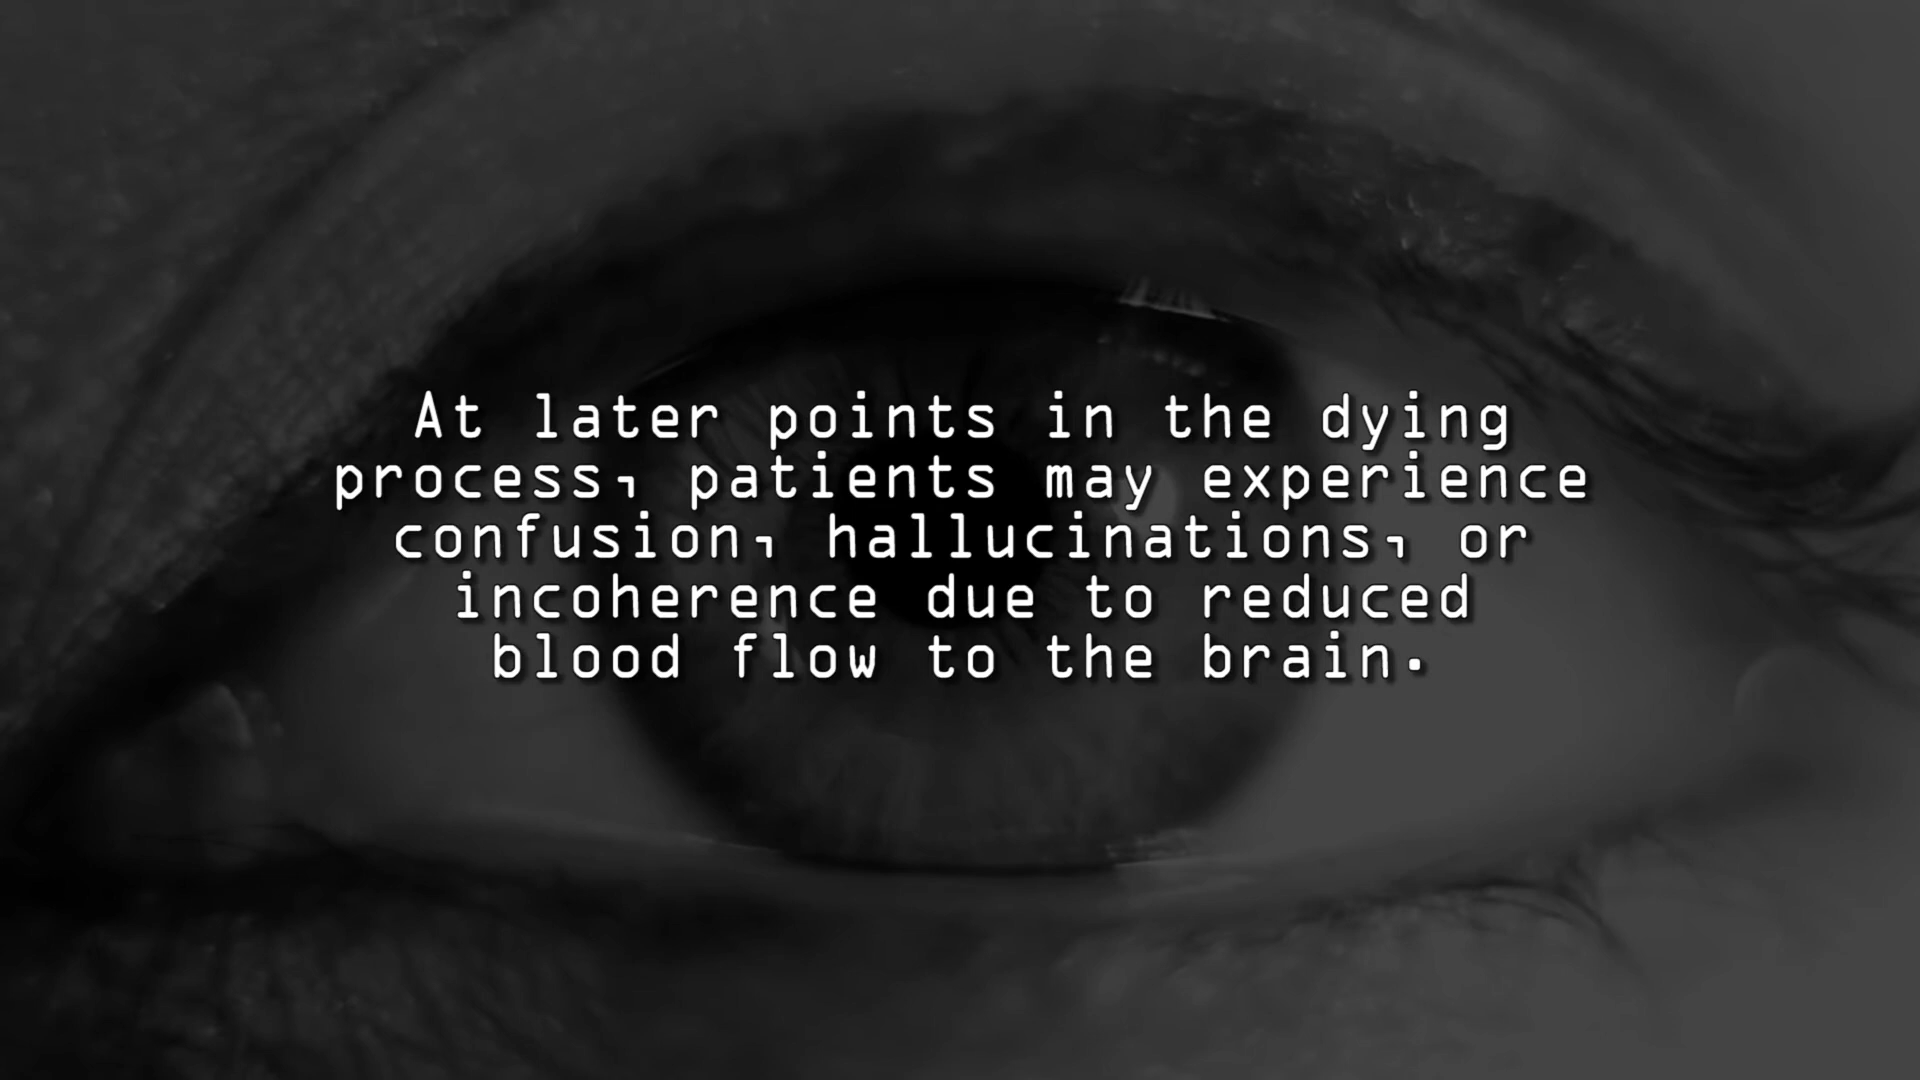 At later points in the dying
process, patients may experience
confusion, hallucinations, or
incoherence due to reduced
blood flow to the brain.